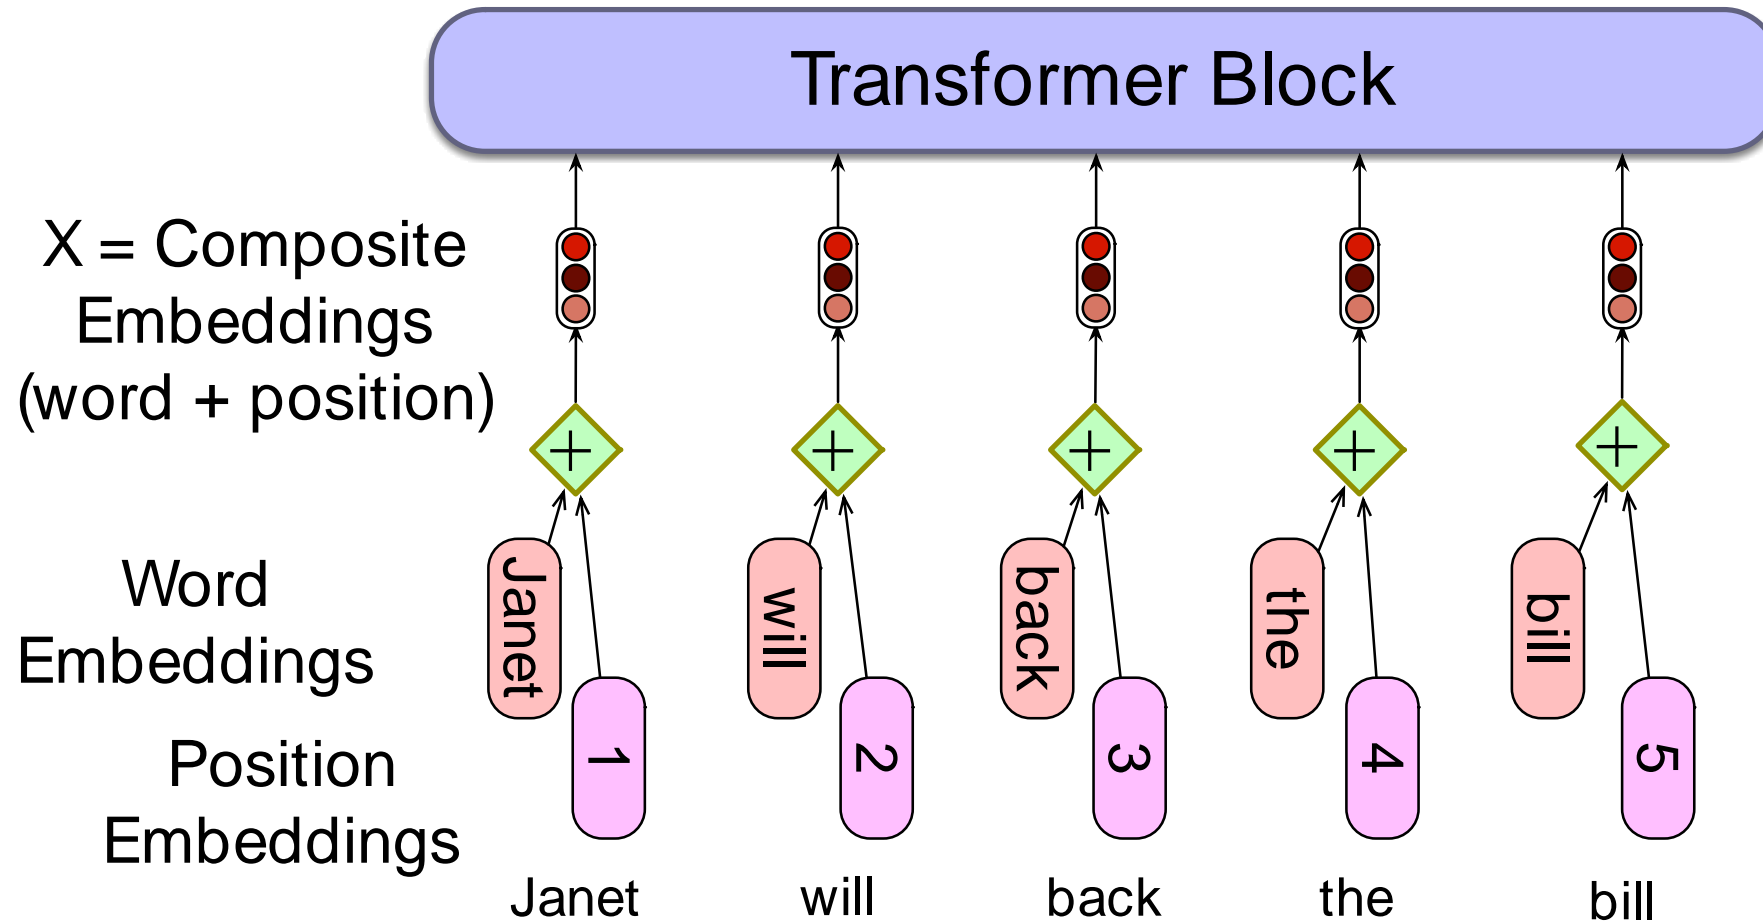 Transformer Block
X = Composite
Embeddings
(word + position)
+ + + + +
Word
Embeddings
Janet will back the bill
Position
Embeddings
1 2 3 4 5
Janet will back the bill